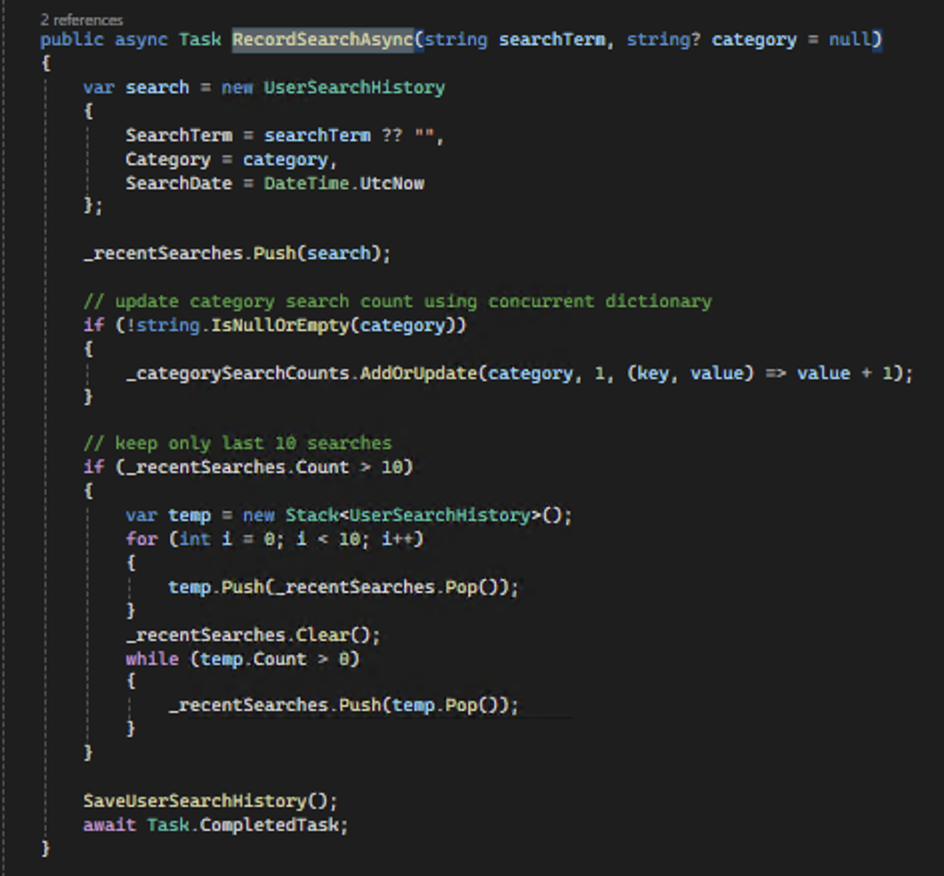 2 references
public async Task RecordSearchAsync(string searchTerm, string? category = null)
{
    var search = new UserSearchHistory
    {
        SearchTerm = searchTerm ?? "",
        Category = category,
        SearchDate = DateTime.UtcNow
    };

    _recentSearches.Push(search);

    // update category search count using concurrent dictionary
    if (!string.IsNullOrEmpty(category))
    {
        _categorySearchCounts.AddOrUpdate(category, 1, (key, value) => value + 1);
    }

    // keep only last 10 searches
    if (_recentSearches.Count > 10)
    {
        var temp = new Stack<UserSearchHistory>();
        for (int i = 0; i < 10; i++)
        {
            temp.Push(_recentSearches.Pop());
        }
        _recentSearches.Clear();
        while (temp.Count > 0)
        {
            _recentSearches.Push(temp.Pop());
        }
    }

    SaveUserSearchHistory();
    await Task.CompletedTask;
}